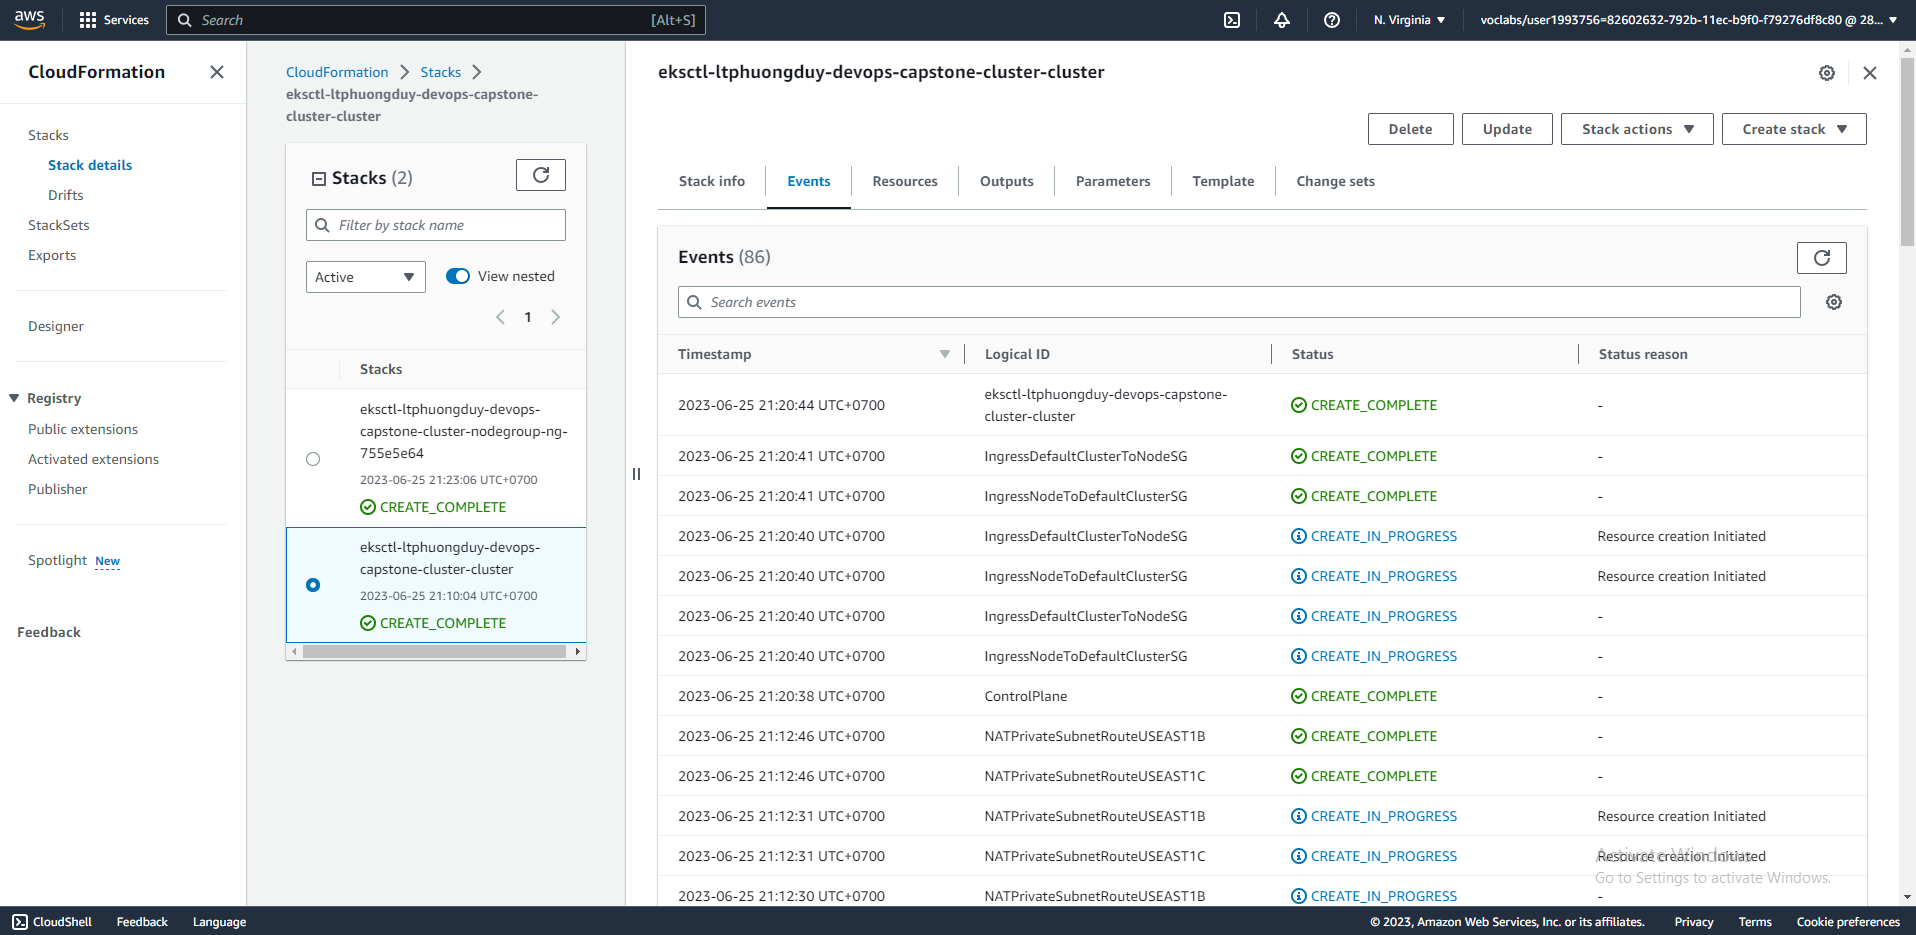 aws
Services
Search
[Alt+S]
N. Virginia
voclabs/user1993756=82602632-792b-11ec-b9f0-f79276df8c80 @ 28...
CloudFormation
Stacks
Stack details
Drifts
StackSets
Exports
Designer
Registry
Public extensions
Activated extensions
Publisher
Spotlight New
Feedback
CloudFormation
Stacks
eksctl-ltphuongduy-devops-capstone-
cluster-cluster
Stacks (2)
Filter by stack name
Active
View nested
1
Stacks
eksctl-ltphuongduy-devops-
capstone-cluster-nodegroup-ng-
755e5e64
2023-06-25 21:23:06 UTC+0700
CREATE_COMPLETE
eksctl-ltphuongduy-devops-
capstone-cluster-cluster
2023-06-25 21:10:04 UTC+0700
CREATE_COMPLETE
eksctl-ltphuongduy-devops-capstone-cluster-cluster
Delete
Update
Stack actions
Create stack
Stack info
Events
Resources
Outputs
Parameters
Template
Change sets
Events (86)
Search events
Timestamp Logical ID Status Status reason
2023-06-25 21:20:44 UTC+0700 eksctl-ltphuongduy-devops-capstone-
cluster-cluster CREATE_COMPLETE -
2023-06-25 21:20:41 UTC+0700 IngressDefaultClusterToNodeSG CREATE_COMPLETE -
2023-06-25 21:20:41 UTC+0700 IngressNodeToDefaultClusterSG CREATE_COMPLETE -
2023-06-25 21:20:40 UTC+0700 IngressDefaultClusterToNodeSG CREATE_IN_PROGRESS Resource creation Initiated
2023-06-25 21:20:40 UTC+0700 IngressNodeToDefaultClusterSG CREATE_IN_PROGRESS Resource creation Initiated
2023-06-25 21:20:40 UTC+0700 IngressDefaultClusterToNodeSG CREATE_IN_PROGRESS -
2023-06-25 21:20:40 UTC+0700 IngressNodeToDefaultClusterSG CREATE_IN_PROGRESS -
2023-06-25 21:20:38 UTC+0700 ControlPlane CREATE_COMPLETE -
2023-06-25 21:12:46 UTC+0700 NATPrivateSubnetRouteUSEAST1B CREATE_COMPLETE -
2023-06-25 21:12:46 UTC+0700 NATPrivateSubnetRouteUSEAST1C CREATE_COMPLETE -
2023-06-25 21:12:31 UTC+0700 NATPrivateSubnetRouteUSEAST1B CREATE_IN_PROGRESS Resource creation Initiated
2023-06-25 21:12:31 UTC+0700 NATPrivateSubnetRouteUSEAST1C CREATE_IN_PROGRESS Resource creation Initiated
2023-06-25 21:12:30 UTC+0700 NATPrivateSubnetRouteUSEAST1B CREATE_IN_PROGRESS -
Activate Windows
Go to Settings to activate Windows.
CloudShell
Feedback
Language
© 2023, Amazon Web Services, Inc. or its affiliates.
Privacy
Terms
Cookie preferences